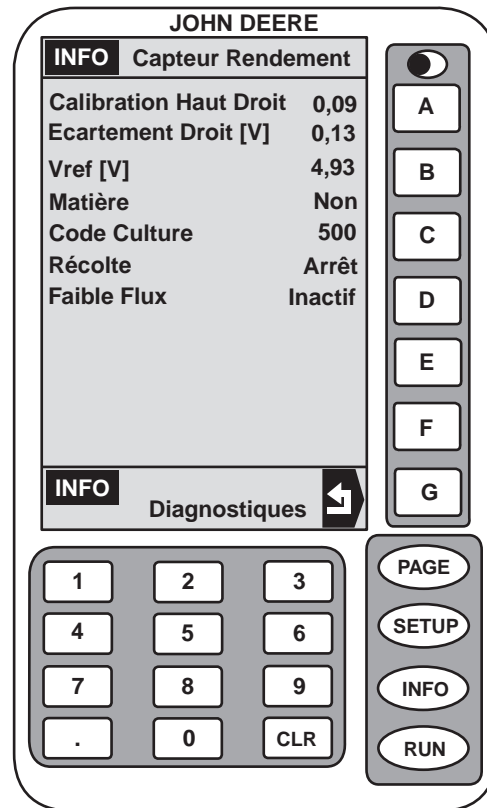 JOHN DEERE
INFO Capteur Rendement
Calibration Haut Droit 0,09
Ecartement Droit [V] 0,13
Vref [V] 4,93
Matière Non
Code Culture 500
Récolte Arrêt
Faible Flux Inactif
INFO
Diagnostiques
A
B
C
D
E
F
G
1 2 3
4 5 6
7 8 9
. 0 CLR
PAGE
SETUP
INFO
RUN